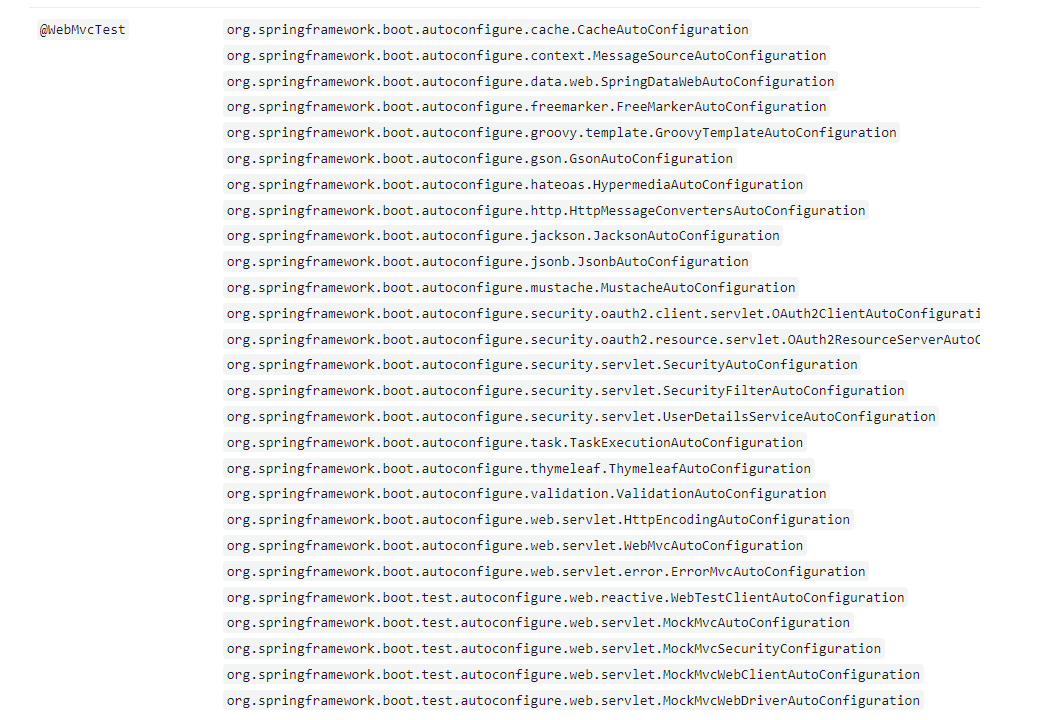 @WebMvcTest
org.springframework.boot.autoconfigure.cache.CacheAutoConfiguration
org.springframework.boot.autoconfigure.context.MessageSourceAutoConfiguration
org.springframework.boot.autoconfigure.data.web.SpringDataWebAutoConfiguration
org.springframework.boot.autoconfigure.freemarker.FreeMarkerAutoConfiguration
org.springframework.boot.autoconfigure.groovy.template.GroovyTemplateAutoConfiguration
org.springframework.boot.autoconfigure.gson.GsonAutoConfiguration
org.springframework.boot.autoconfigure.hateoas.HypermediaAutoConfiguration
org.springframework.boot.autoconfigure.http.HttpMessageConvertersAutoConfiguration
org.springframework.boot.autoconfigure.jackson.JacksonAutoConfiguration
org.springframework.boot.autoconfigure.jsonb.JsonbAutoConfiguration
org.springframework.boot.autoconfigure.mustache.MustacheAutoConfiguration
org.springframework.boot.autoconfigure.security.oauth2.client.servlet.OAuth2ClientAutoConfigurati
org.springframework.boot.autoconfigure.security.oauth2.resource.servlet.OAuth2ResourceServerAutoC
org.springframework.boot.autoconfigure.security.servlet.SecurityAutoConfiguration
org.springframework.boot.autoconfigure.security.servlet.SecurityFilterAutoConfiguration
org.springframework.boot.autoconfigure.security.servlet.UserDetailsServiceAutoConfiguration
org.springframework.boot.autoconfigure.task.TaskExecutionAutoConfiguration
org.springframework.boot.autoconfigure.thymeleaf.ThymeleafAutoConfiguration
org.springframework.boot.autoconfigure.validation.ValidationAutoConfiguration
org.springframework.boot.autoconfigure.web.servlet.HttpEncodingAutoConfiguration
org.springframework.boot.autoconfigure.web.servlet.WebMvcAutoConfiguration
org.springframework.boot.autoconfigure.web.servlet.error.ErrorMvcAutoConfiguration
org.springframework.boot.test.autoconfigure.web.reactive.WebTestClientAutoConfiguration
org.springframework.boot.test.autoconfigure.web.servlet.MockMvcAutoConfiguration
org.springframework.boot.test.autoconfigure.web.servlet.MockMvcSecurityConfiguration
org.springframework.boot.test.autoconfigure.web.servlet.MockMvcWebClientAutoConfiguration
org.springframework.boot.test.autoconfigure.web.servlet.MockMvcWebDriverAutoConfiguration